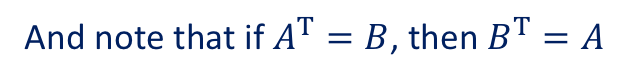 And note that if Aᵀ = B, then Bᵀ = A